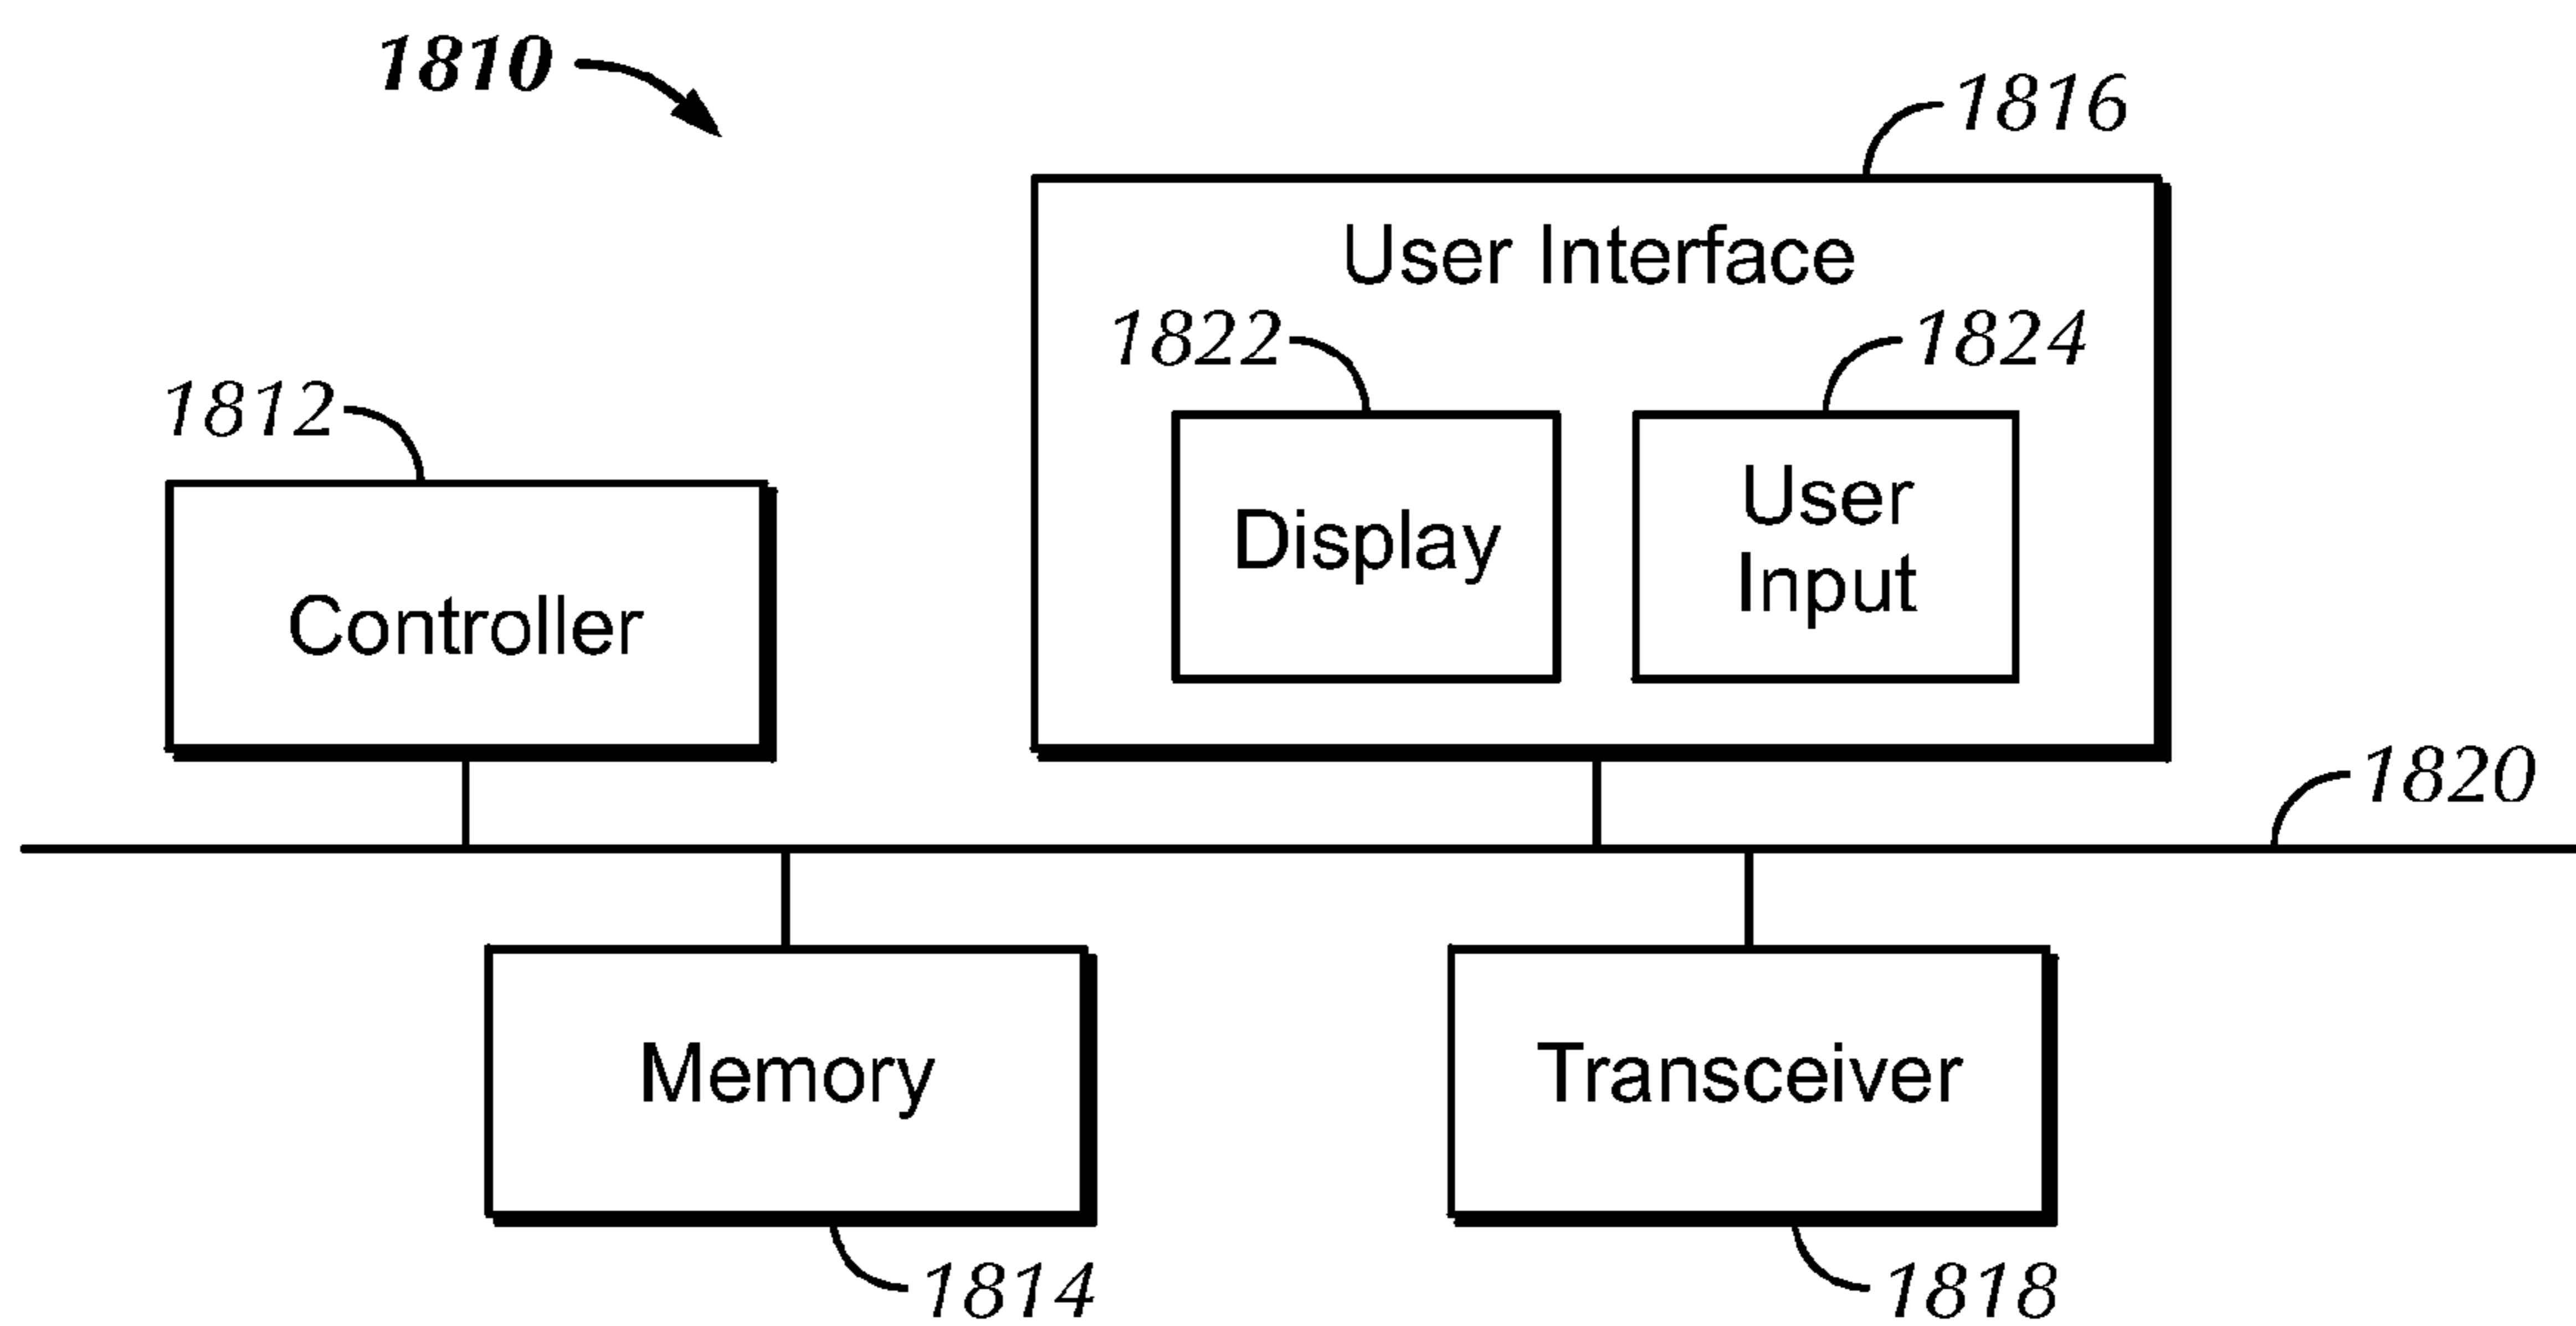 1810
1816
User Interface
1822
1824
1812
Display
User
Input
Controller
1820
Memory
Transceiver
1814
1818